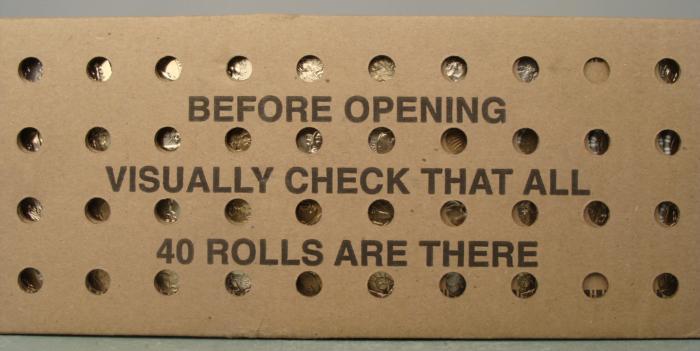 BEFORE OPENING
VISUALLY CHECK THAT ALL
40 ROLLS ARE THERE